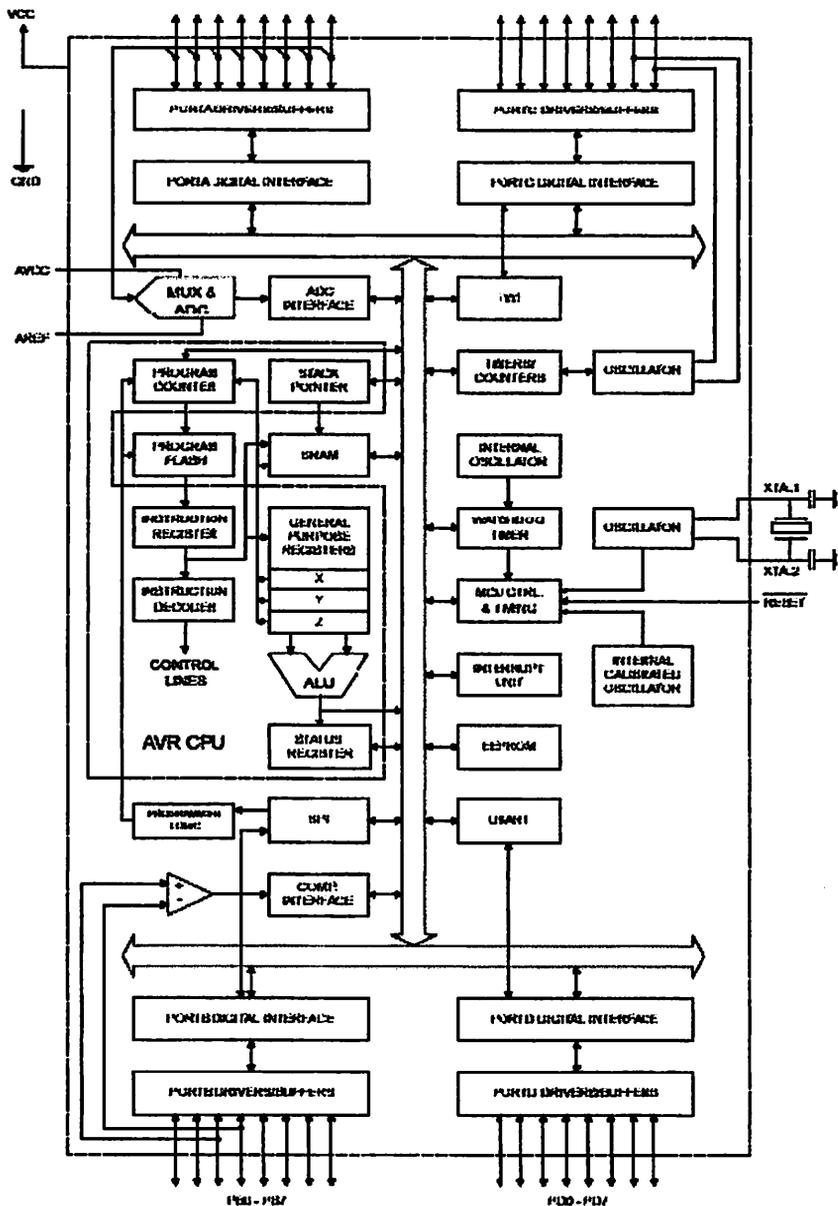 VCC
GND
PORTA DRIVERS/BUFFERS
PORTC DRIVERS/BUFFERS
PORTA DIGITAL INTERFACE
PORTC DIGITAL INTERFACE
AVCC
MUX &
ADC
ADC
INTERFACE
TWI
AREF
PROGRAM
COUNTER
STACK
POINTER
TIMERS/
COUNTERS
OSCILLATOR
PROGRAM
FLASH
SRAM
INTERNAL
OSCILLATOR
XTAL1
INSTRUCTION
REGISTER
GENERAL
PURPOSE
REGISTERS
WATCHDOG
TIMER
OSCILLATOR
X
XTAL2
INSTRUCTION
DECODER
Y
MCU CTRL.
& TIMING
RESET
Z
CONTROL
LINES
ALU
INTERRUPT
UNIT
INTERNAL
CALIBRATED
OSCILLATOR
AVR CPU
STATUS
REGISTER
EEPROM
PROGRAMMING
LOGIC
SPI
USART
+
-
COMP.
INTERFACE
PORTB DIGITAL INTERFACE
PORTD DIGITAL INTERFACE
PORTB DRIVERS/BUFFERS
PORTD DRIVERS/BUFFERS
PB0 - PB7
PD0 - PD7